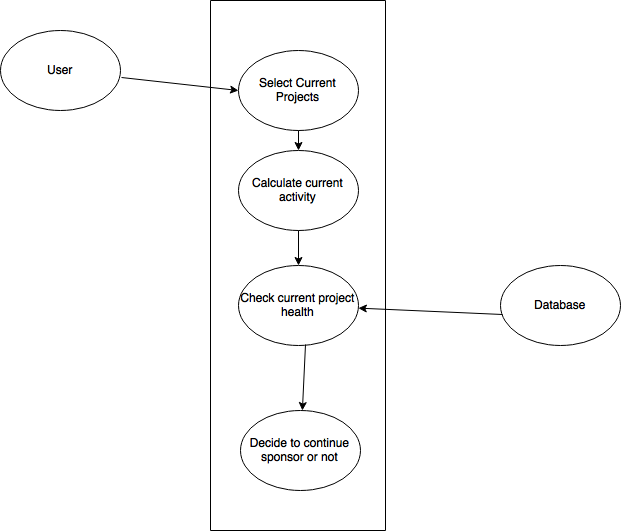 User
Select Current
Projects
Calculate current
activity
Check current project
health
Database
Decide to continue
sponsor or not